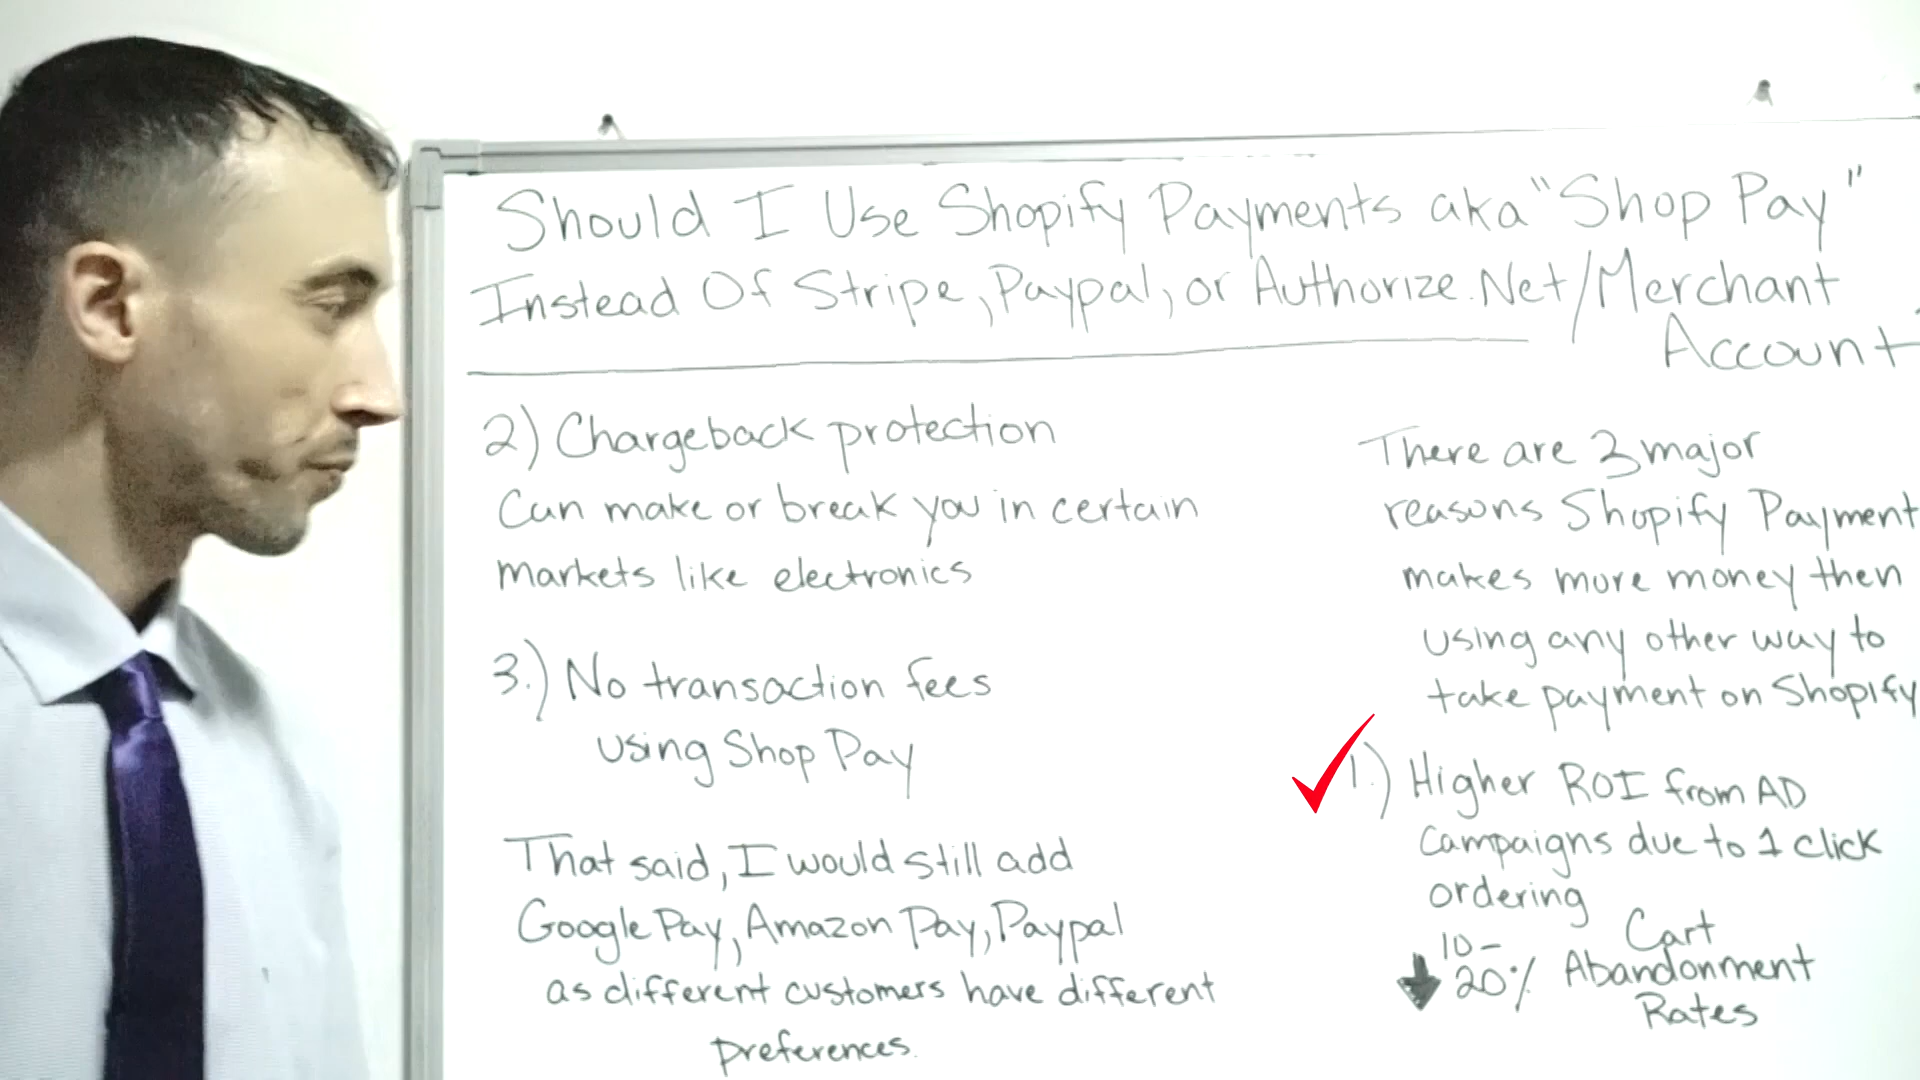 Should I Use Shopify Payments aka "Shop Pay"
Instead Of Stripe, Paypal, or Authorize.Net/Merchant
Account
There are 3 major
reasons Shopify Payment
makes more money then
using any other way to
take payment on Shopify
1.) Higher ROI from AD
Campaigns due to 1 click
ordering
10-
20% Cart
Abandonment
Rates
2) Chargeback protection
Can make or break you in certain
markets like electronics
3.) No transaction fees
using Shop Pay
That said, I would still add
Google Pay, Amazon Pay, Paypal
as different customers have different
preferences.